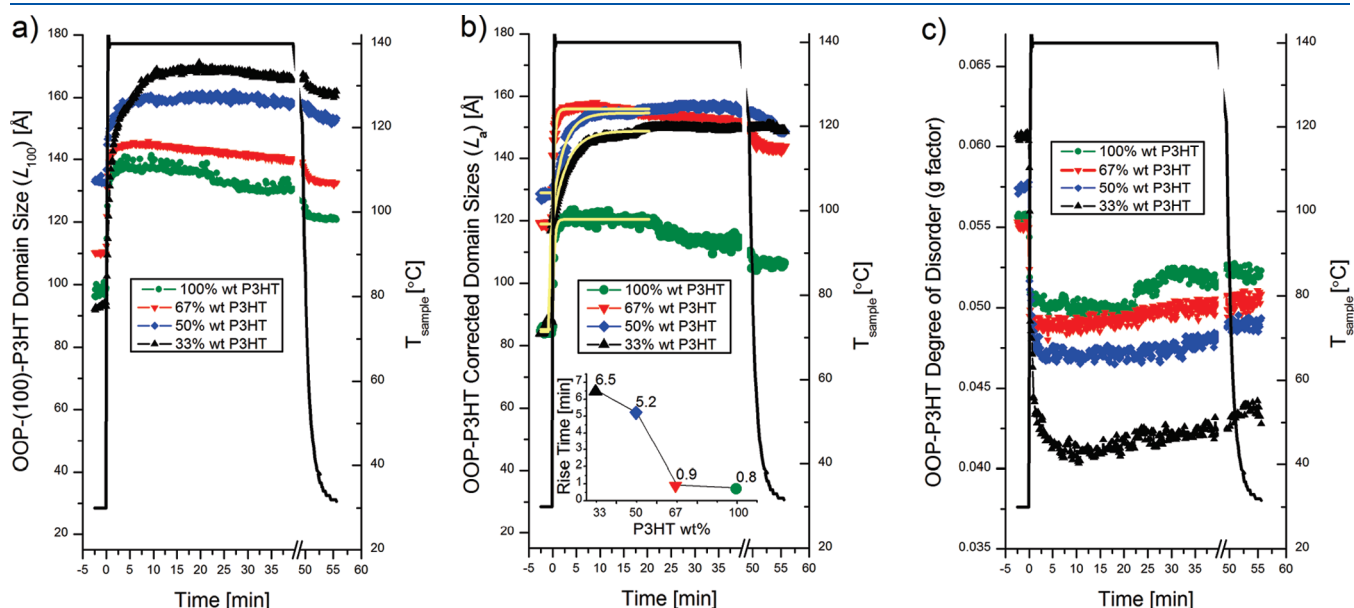 a)
OOP-(100)-P3HT Domain Size (L100) [Å]
180
160
140
120
100
80
60
40
20
140
120
100
80
60
40
20
Tsample [°C]
100% wt P3HT
67% wt P3HT
50% wt P3HT
33% wt P3HT
-5 0 5 10 15 20 25 30 35 40 50 55 60
Time [min]
b)
OOP-P3HT Corrected Domain Sizes (La) [Å]
180
160
140
120
100
80
60
40
20
140
120
100
80
60
40
20
Tsample [°C]
100% wt P3HT
67% wt P3HT
50% wt P3HT
33% wt P3HT
Rise Time [min]
7
6
5
4
3
2
1
0
6.5
5.2
0.9
0.8
33 50 67 100
P3HT wt%
-5 0 5 10 15 20 25 30 35 40 50 55 60
Time [min]
c)
OOP-P3HT Degree of Disorder (g factor)
0.065
0.060
0.055
0.050
0.045
0.040
0.035
140
120
100
80
60
40
20
Tsample [°C]
100% wt P3HT
67% wt P3HT
50% wt P3HT
33% wt P3HT
-5 0 5 10 15 20 25 30 35 40 50 55 60
Time [min]